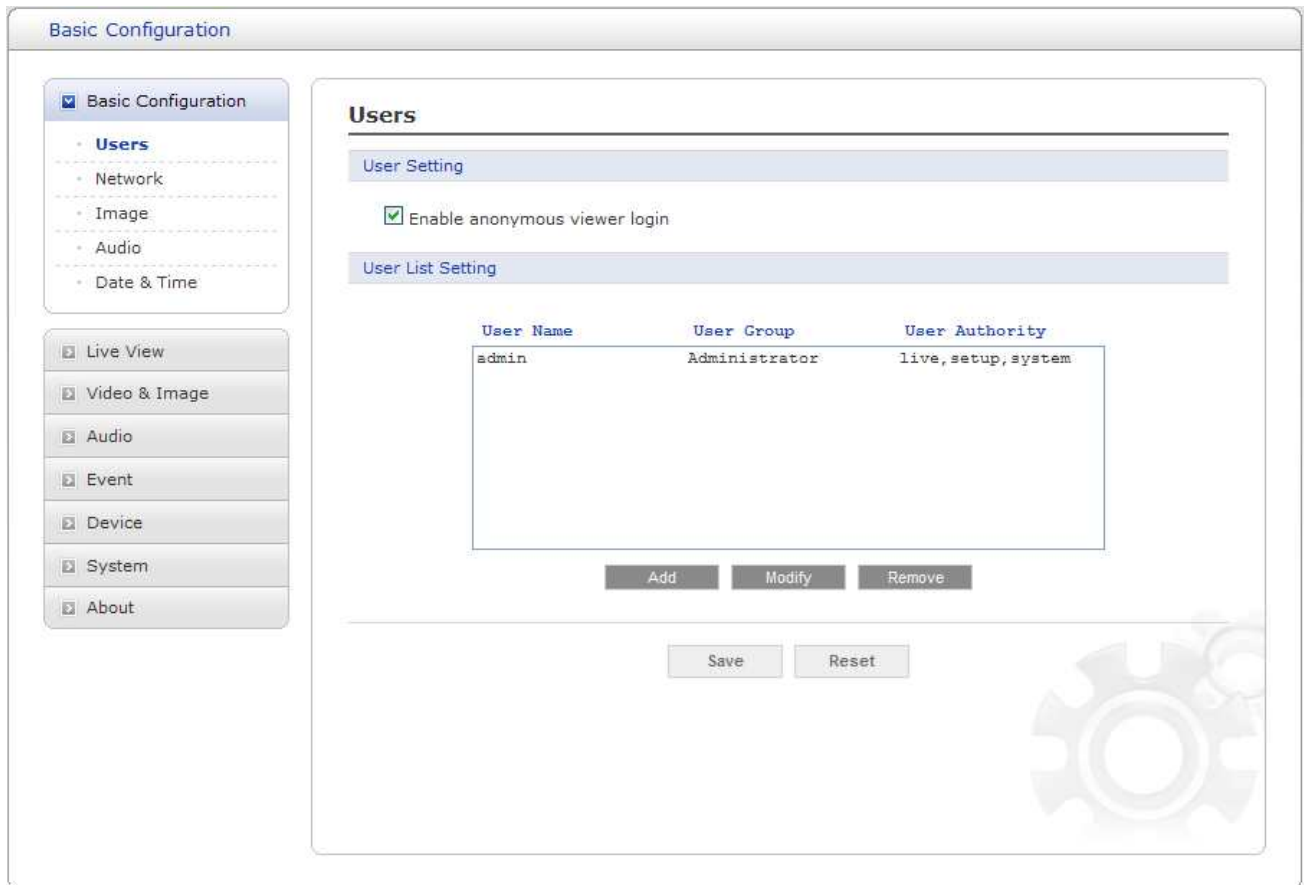 Basic Configuration
Basic Configuration
Users
Network
Image
Audio
Date & Time
Live View
Video & Image
Audio
Event
Device
System
About
Users
User Setting
Enable anonymous viewer login
User List Setting
User Name User Group User Authority
admin Administrator live,setup,system
Add Modify Remove
Save Reset